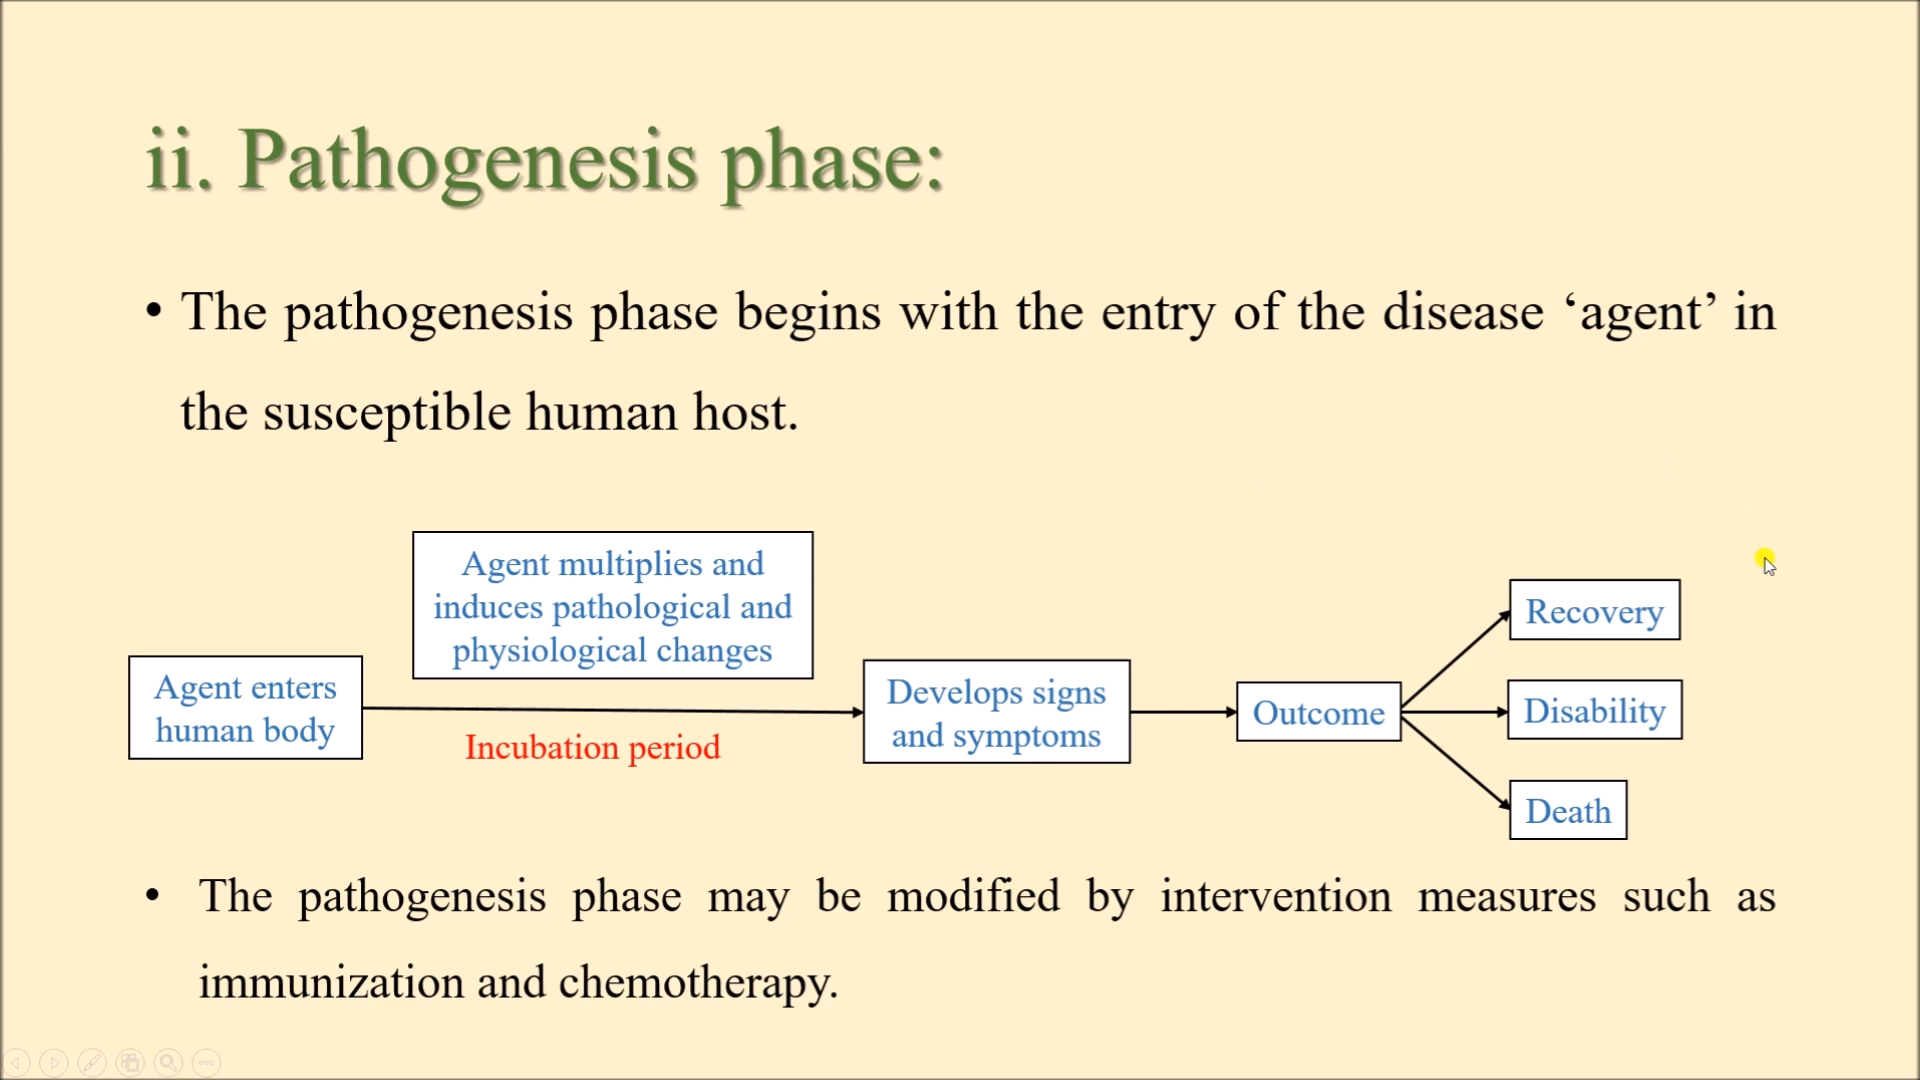 ii. Pathogenesis phase:
• The pathogenesis phase begins with the entry of the disease ‘agent’ in
the susceptible human host.
Agent enters
human body
Agent multiplies and
induces pathological and
physiological changes
Incubation period
Develops signs
and symptoms
Outcome
Recovery
Disability
Death
• The pathogenesis phase may be modified by intervention measures such as
immunization and chemotherapy.